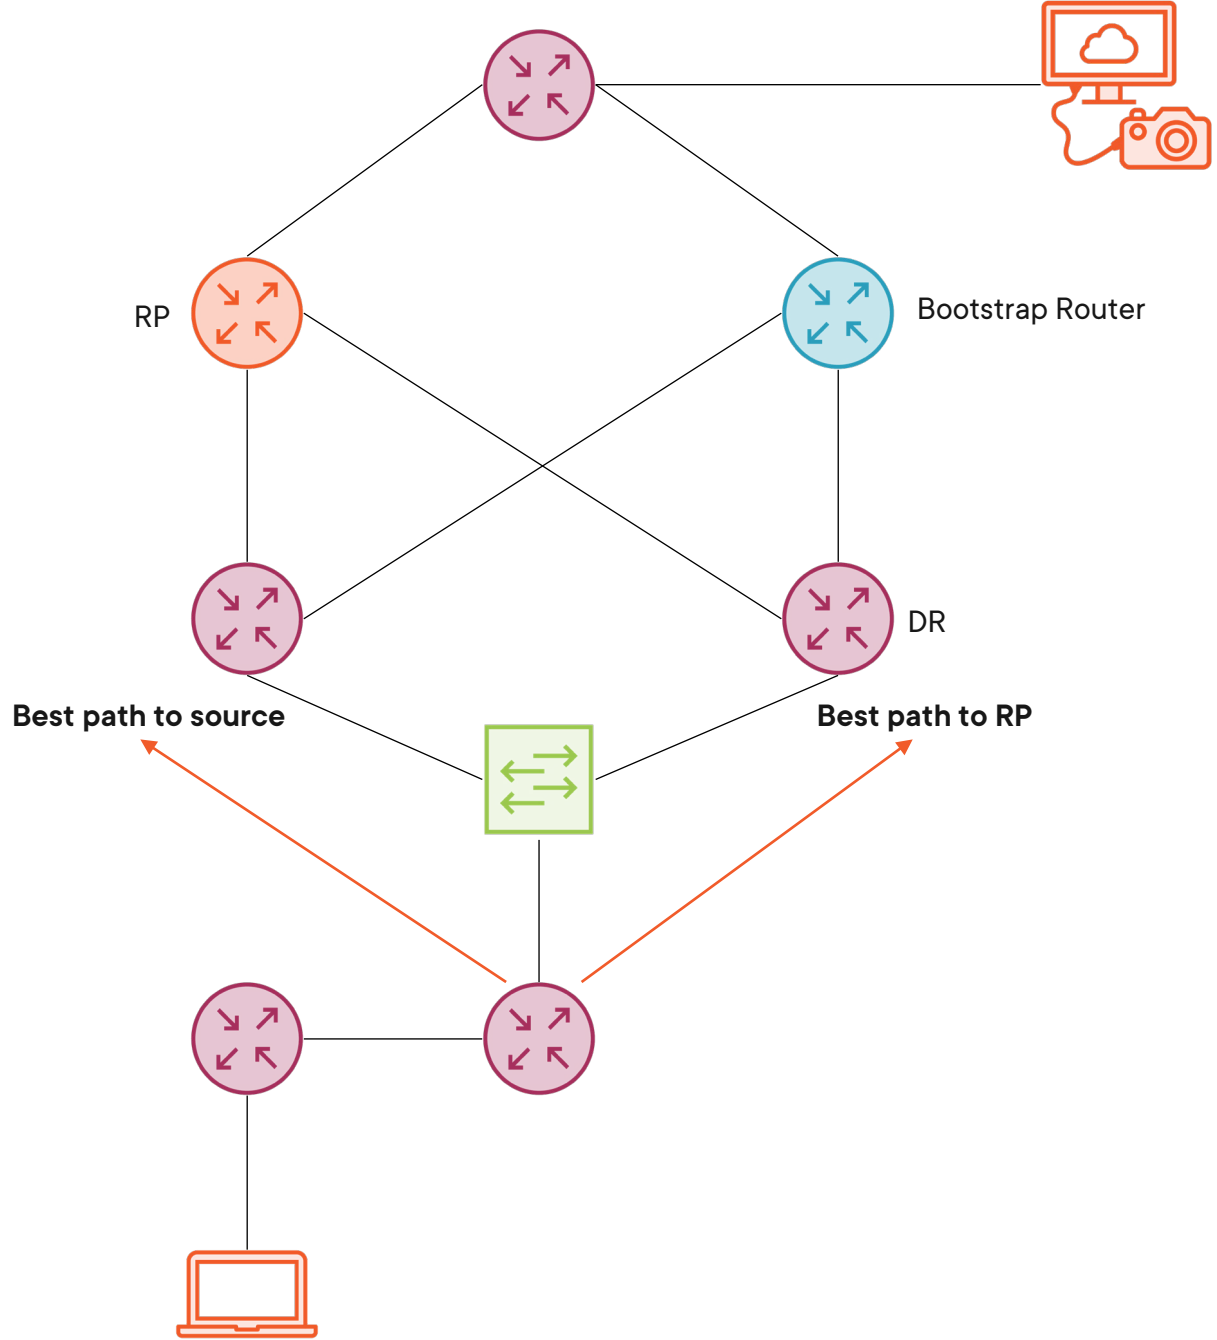 RP
Bootstrap Router
DR
Best path to source
Best path to RP